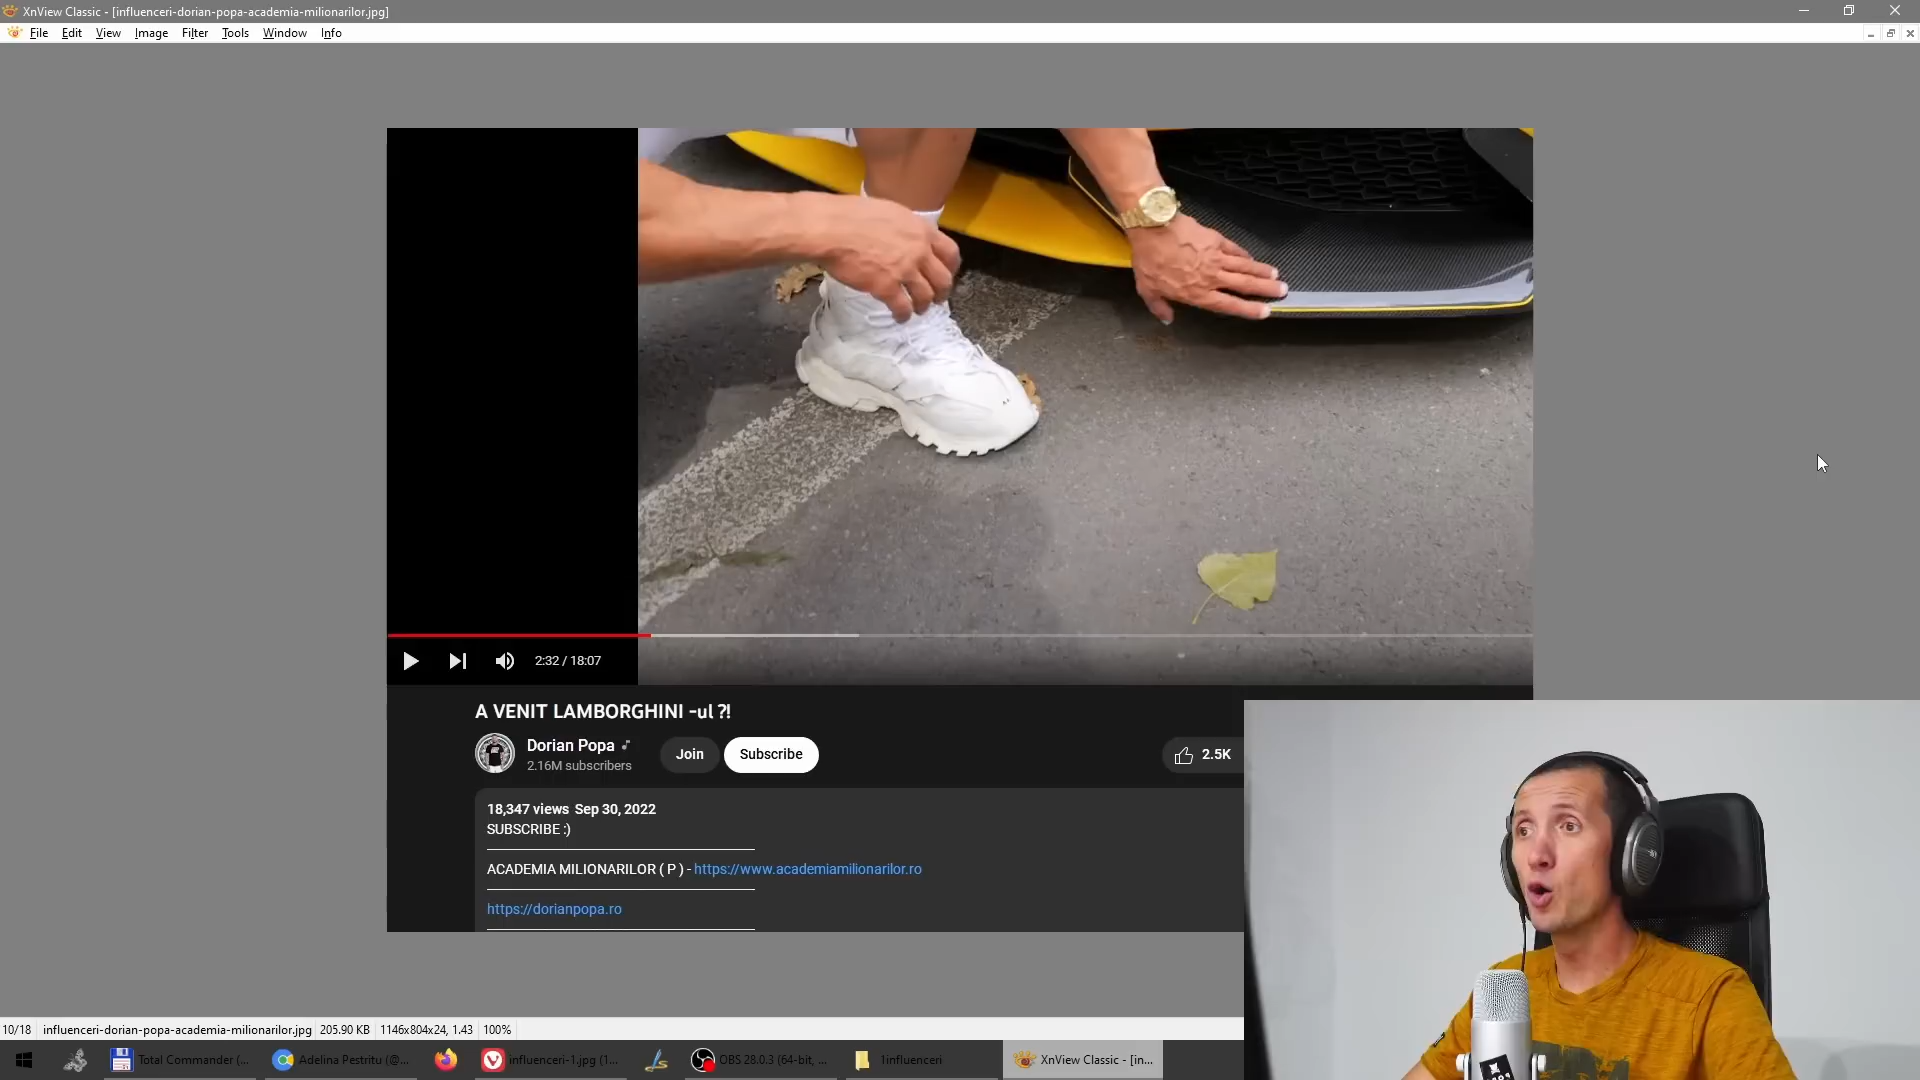 XnView Classic - [influenceri-dorian-popa-academia-milionarilor.jpg]
File Edit View Image Filter Tools Window Info
2:32 / 18:07
A VENIT LAMBORGHINI -ul ?!
Dorian Popa
2.16M subscribers
Join
Subscribe
2.5K
18,347 views Sep 30, 2022
SUBSCRIBE :)
ACADEMIA MILIONARILOR ( P ) - https://www.academiamilionarilor.ro
https://dorianpopa.ro
10/18 influenceri-dorian-popa-academia-milionarilor.jpg 205.90 KB 1146x804x24, 1.43 100%
Total Commander (... Adelina Pestritu (@... influenceri-1.jpg (1... OBS 28.0.3 (64-bit, ... 1influenceri XnView Classic - [in...